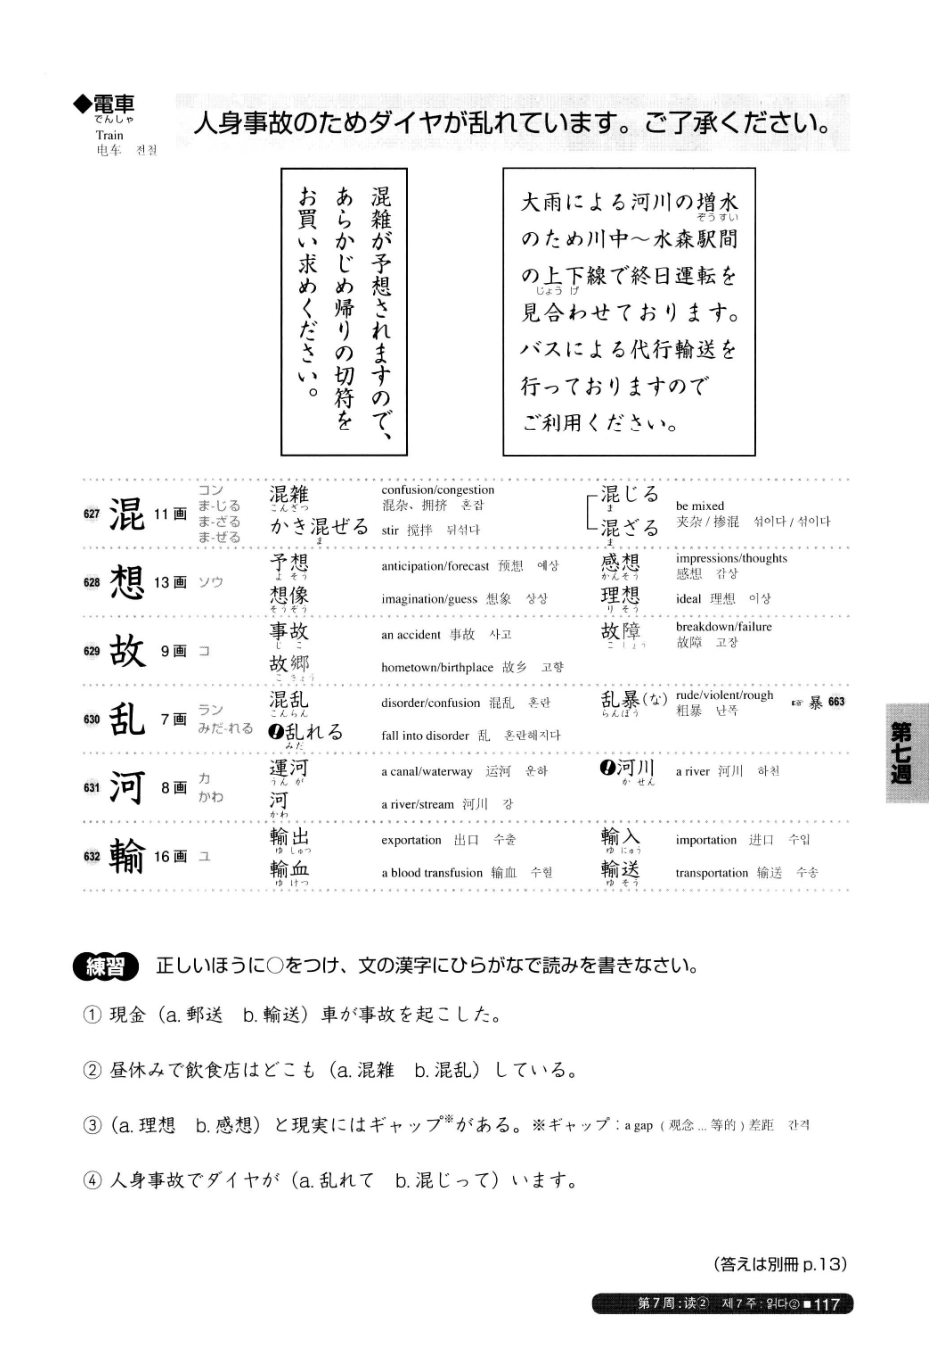 ◆電車
でんしゃ
Train
电车 전철
人身事故のためダイヤが乱れています。ご了承ください。
混雑が予想されますので、
あらかじめ帰りの切符を
お買い求めください。
大雨による河川の増水
ぞうすい
のため川中～水森駅間
の上下線で終日運転を
じょうげ
見合わせております。
バスによる代行輸送を
行っておりますので
ご利用ください。
627 混 11画 コン ま-じる ま-ざる ま-ぜる
混雑 こんざつ confusion/congestion 混杂、拥挤 혼잡
かき混ぜる ま stir 搅拌 뒤섞다
混じる ま
混ざる ま
be mixed 夹杂/掺混 섞이다/섞이다
628 想 13画 ソウ
予想 よそう anticipation/forecast 预想 예상
感想 かんそう impressions/thoughts 感想 감상
想像 そうぞう imagination/guess 想象 상상
理想 りそう ideal 理想 이상
629 故 9画 コ
事故 じこ an accident 事故 사고
故障 こしょう breakdown/failure 故障 고장
故郷 こきょう hometown/birthplace 故乡 고향
630 乱 7画 ラン みだ-れる
混乱 こんらん disorder/confusion 混乱 혼란
乱暴(な) らんぼう rude/violent/rough 粗暴 난폭 ☞暴 663
❗乱れる みだ fall into disorder 乱 혼란해지다
631 河 8画 カ かわ
運河 うんが a canal/waterway 运河 운하
❗河川 かせん a river 河川 하천
河 かわ a river/stream 河川 강
632 輸 16画 ユ
輸出 ゆしゅつ exportation 出口 수출
輸入 ゆにゅう importation 进口 수입
輸血 ゆけつ a blood transfusion 输血 수혈
輸送 ゆそう transportation 输送 수송
第七週
練習 正しいほうに○をつけ、文の漢字にひらがなで読みを書きなさい。
① 現金（a. 郵送 b. 輸送）車が事故を起こした。
② 昼休みで飲食店はどこも（a. 混雑 b. 混乱）している。
③（a. 理想 b. 感想）と現実にはギャップ※がある。※ギャップ：a gap（观念...等的）差距 간격
④ 人身事故でダイヤが（a. 乱れて b. 混じって）います。
（答えは別冊 p.13）
第7周:读② 제7주:읽다② ■117